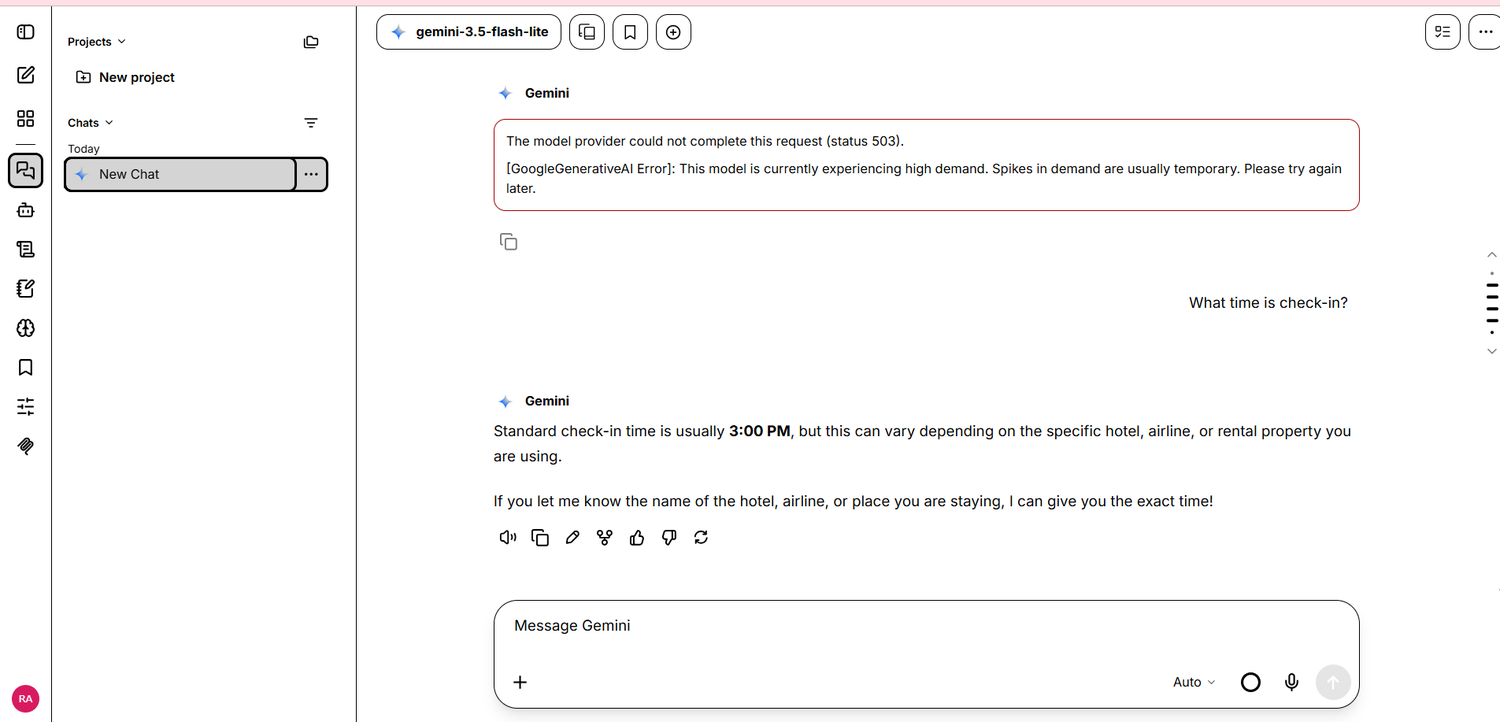 Projects
New project
Chats
Today
New Chat
RA
gemini-3.5-flash-lite
Gemini
The model provider could not complete this request (status 503).
[GoogleGenerativeAI Error]: This model is currently experiencing high demand. Spikes in demand are usually temporary. Please try again
later.
What time is check-in?
Gemini
Standard check-in time is usually 3:00 PM, but this can vary depending on the specific hotel, airline, or rental property you
are using.
If you let me know the name of the hotel, airline, or place you are staying, I can give you the exact time!
Message Gemini
Auto